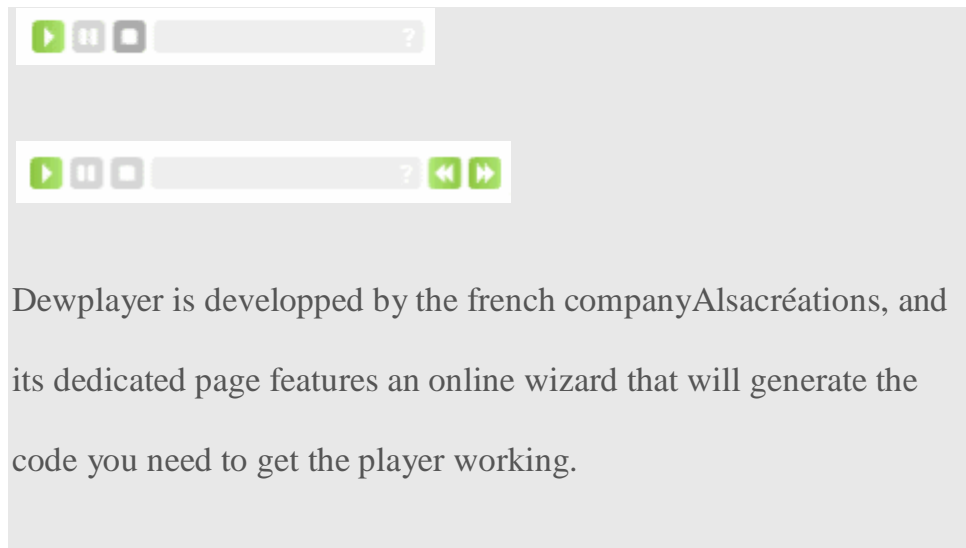 ?
?
Dewplayer is developped by the french companyAlsacréations, and
its dedicated page features an online wizard that will generate the
code you need to get the player working.